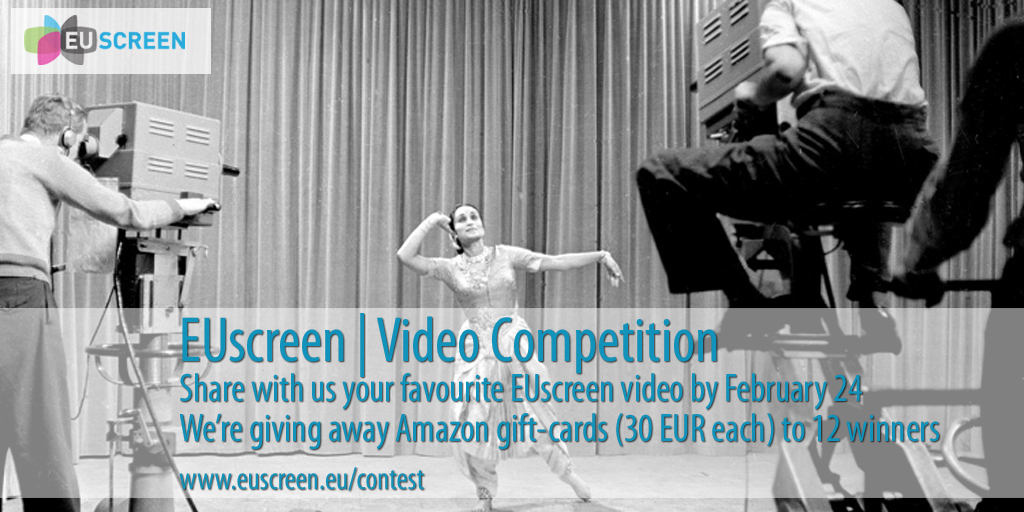 EUSCREEN
EUscreen | Video Competition
Share with us your favourite EUscreen video by February 24
We're giving away Amazon gift-cards (30 EUR each) to 12 winners
www.euscreen.eu/contest